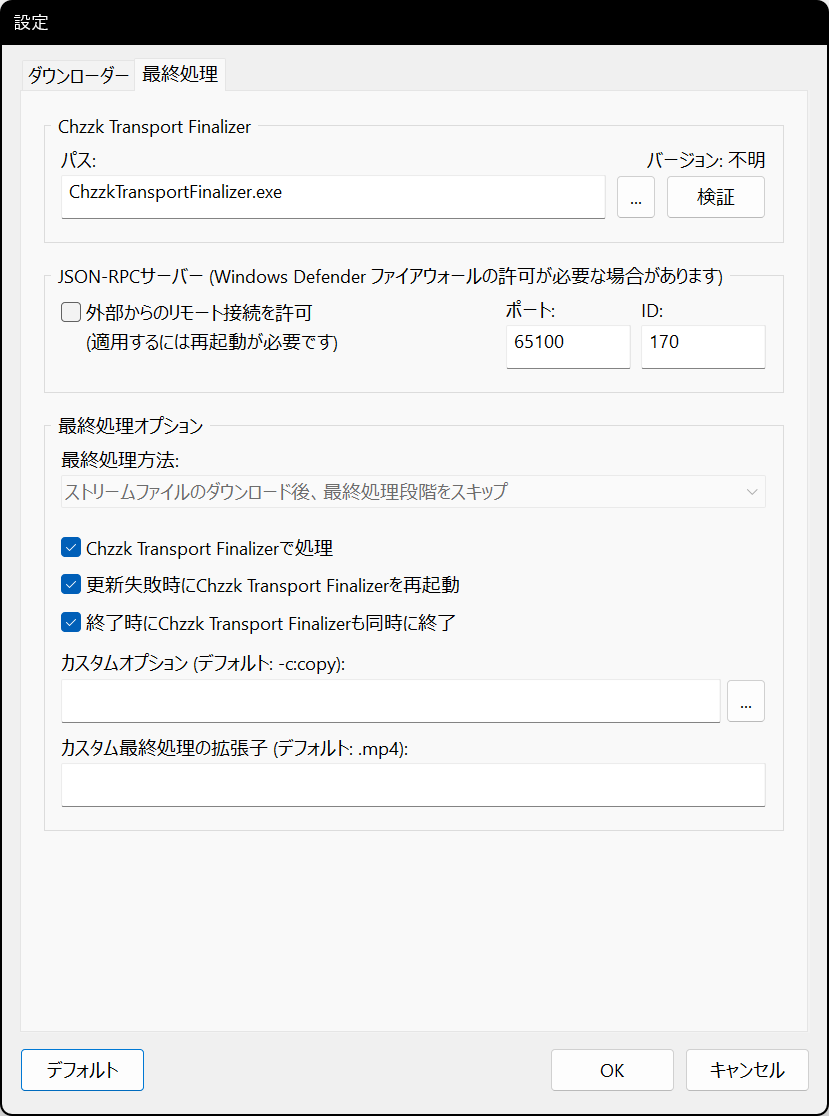 設定
ダウンローダー
最終処理
Chzzk Transport Finalizer
パス:
バージョン: 不明
ChzzkTransportFinalizer.exe
...
検証
JSON-RPCサーバー (Windows Defender ファイアウォールの許可が必要な場合があります)
外部からのリモート接続を許可
(適用するには再起動が必要です)
ポート:
ID:
65100
170
最終処理オプション
最終処理方法:
ストリームファイルのダウンロード後、最終処理段階をスキップ
Chzzk Transport Finalizerで処理
更新失敗時にChzzk Transport Finalizerを再起動
終了時にChzzk Transport Finalizerも同時に終了
カスタムオプション (デフォルト: -c:copy):
...
カスタム最終処理の拡張子 (デフォルト: .mp4):
デフォルト
OK
キャンセル